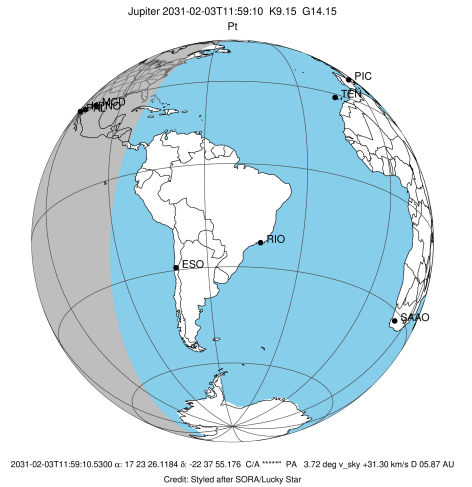 Jupiter 2031-02-03T11:59:10 K9.15 G14.15
Pt
PIC
TEN
MCD
RIO
ESO
SAAO
2031-02-03T11:59:10.5300 α: 17 23 26.1184 δ: -22 37 55.176 C/A *****" PA 3.72 deg v_sky +31.30 km/s D 05.87 AU
Credit: Styled after SORA/Lucky Star